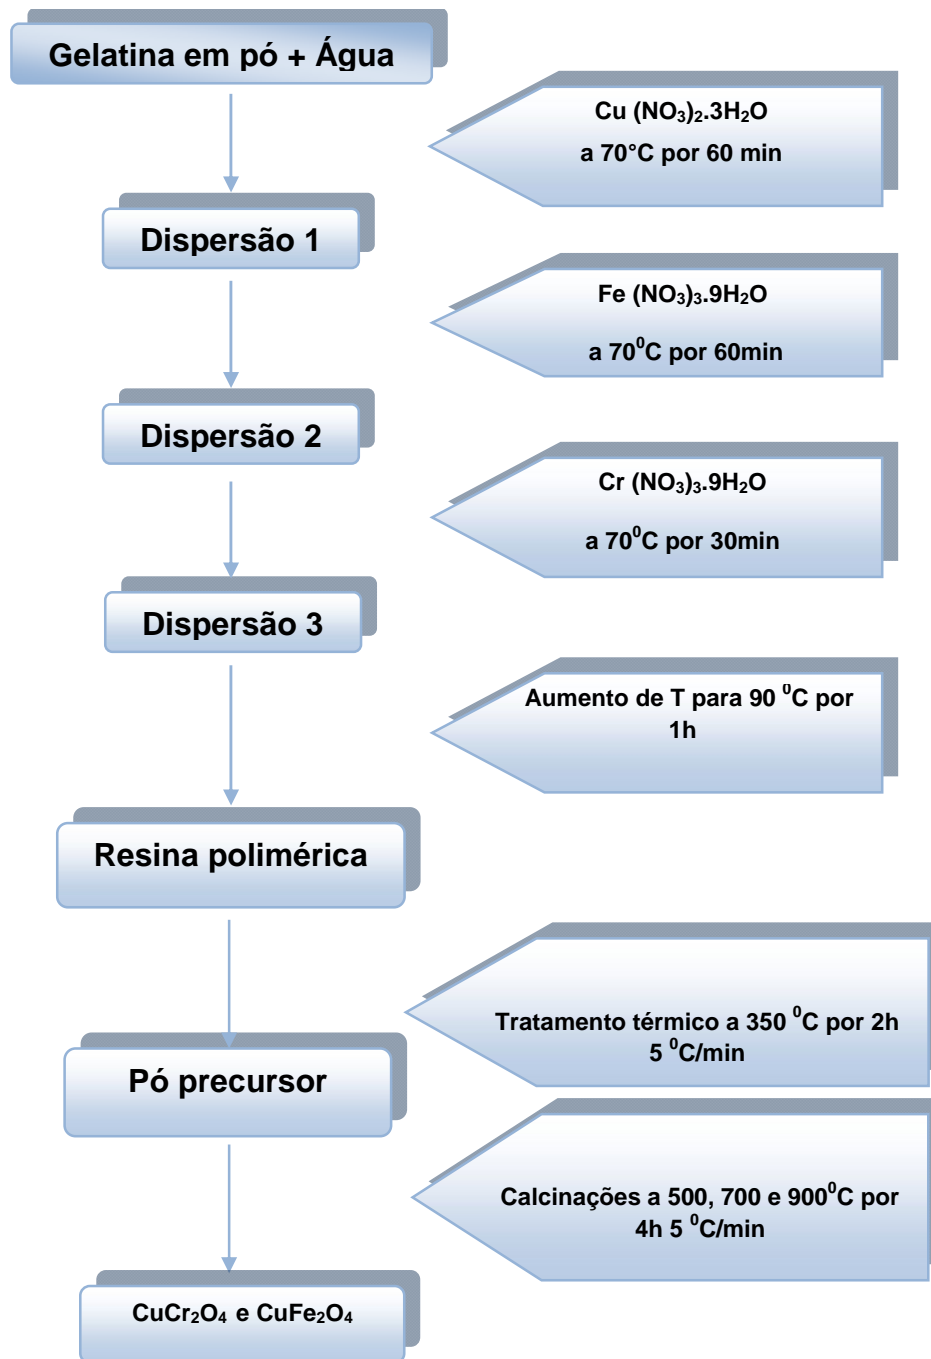 Gelatina em pó + Água
Cu (NO₃)₂.3H₂O
a 70°C por 60 min
Dispersão 1
Fe (NO₃)₃.9H₂O
a 70⁰C por 60min
Dispersão 2
Cr (NO₃)₃.9H₂O
a 70⁰C por 30min
Dispersão 3
Aumento de T para 90 ⁰C por
1h
Resina polimérica
Tratamento térmico a 350 ⁰C por 2h
5 ⁰C/min
Pó precursor
Calcinações a 500, 700 e 900⁰C por
4h 5 ⁰C/min
CuCr₂O₄ e CuFe₂O₄